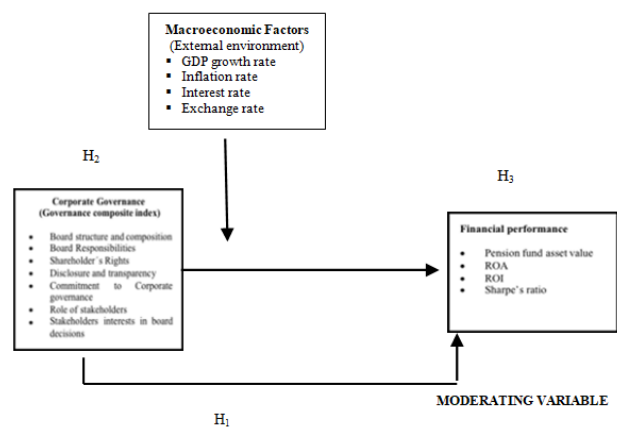 Macroeconomic Factors
(External environment)
▪ GDP growth rate
▪ Inflation rate
▪ Interest rate
▪ Exchange rate
H₂
H₃
Corporate Governance
(Governance composite index)
• Board structure and composition
• Board Responsibilities
• Shareholder´s Rights
• Disclosure and transparency
• Commitment to Corporate
governance
• Role of stakeholders
• Stakeholders interests in board
decisions
Financial performance
• Pension fund asset value
• ROA
• ROI
• Sharpe's ratio
MODERATING VARIABLE
H₁